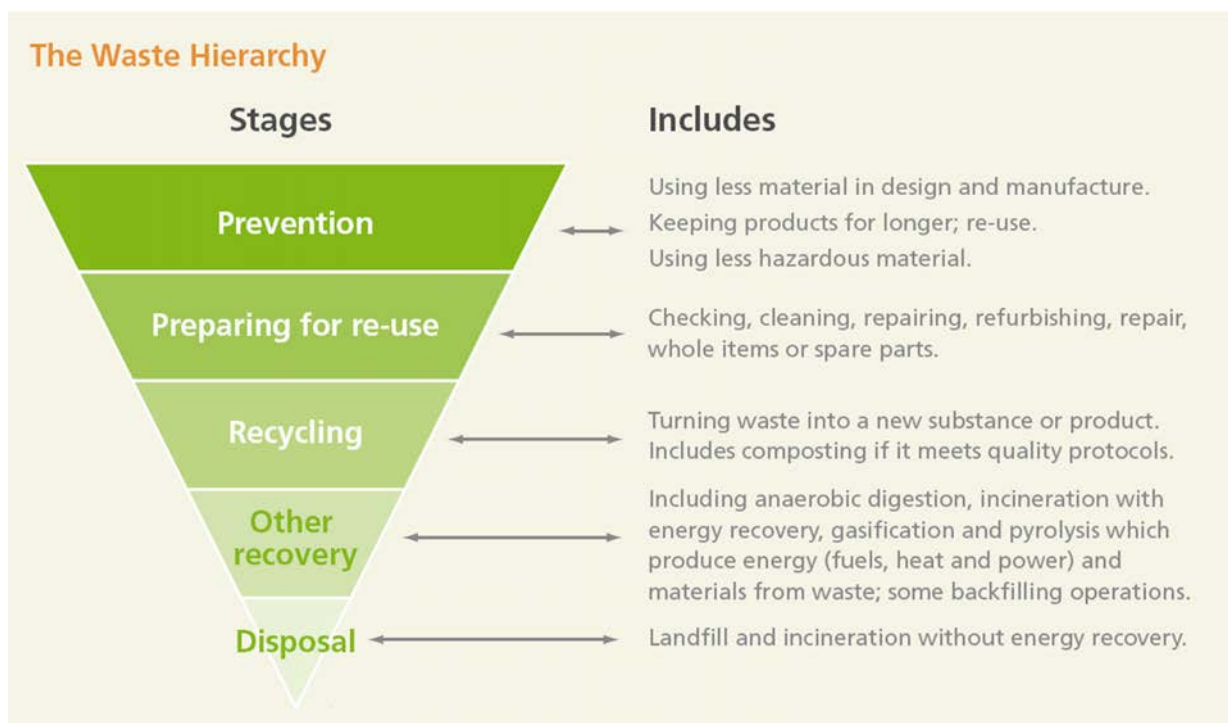 The Waste Hierarchy
Stages
Includes
Prevention
Using less material in design and manufacture.
Keeping products for longer; re-use.
Using less hazardous material.
Preparing for re-use
Checking, cleaning, repairing, refurbishing, repair,
whole items or spare parts.
Recycling
Turning waste into a new substance or product.
Includes composting if it meets quality protocols.
Other
recovery
Including anaerobic digestion, incineration with
energy recovery, gasification and pyrolysis which
produce energy (fuels, heat and power) and
materials from waste; some backfilling operations.
Disposal
Landfill and incineration without energy recovery.